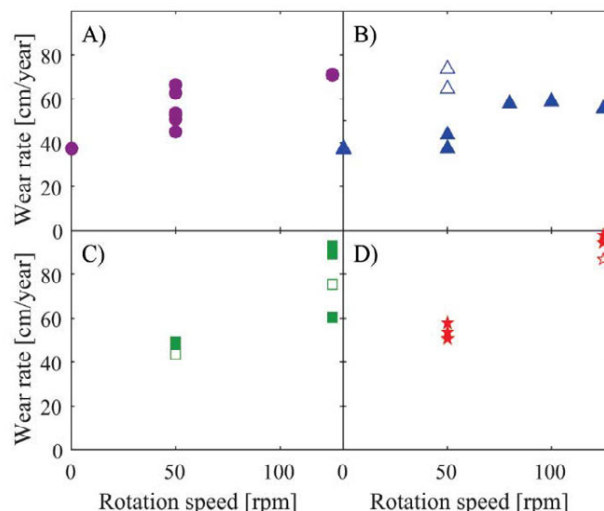 A)
B)
Wear rate [cm/year]
80
60
40
20
0
C)
D)
Wear rate [cm/year]
80
60
40
20
0
0 50 100 0 50 100
Rotation speed [rpm] Rotation speed [rpm]